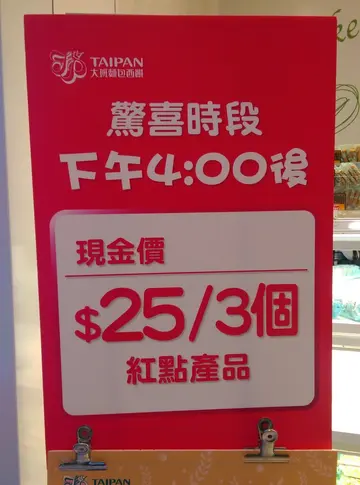 TAIPAN
大班麵包西餅
驚喜時段
下午4:00後
現金價
$25/3個
紅點產品
TAIPAN